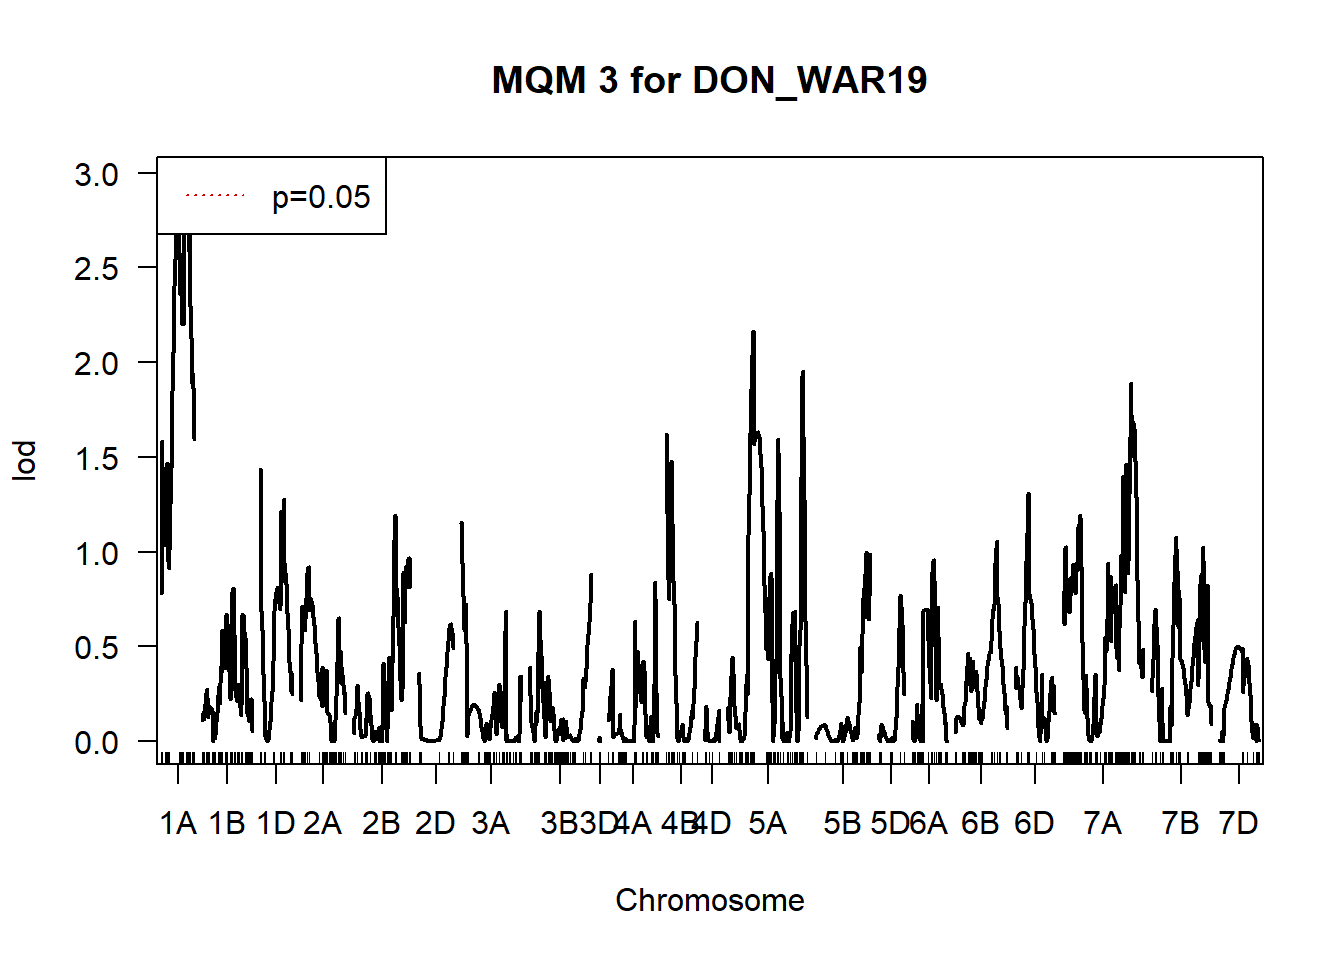 MQM 3 for DON_WAR19
p=0.05
3.0
2.5
2.0
1.5
1.0
0.5
0.0
lod
1A 1B 1D 2A 2B 2D 3A 3B 3D 4A 4B 4D 5A 5B 5D 6A 6B 6D 7A 7B 7D
Chromosome